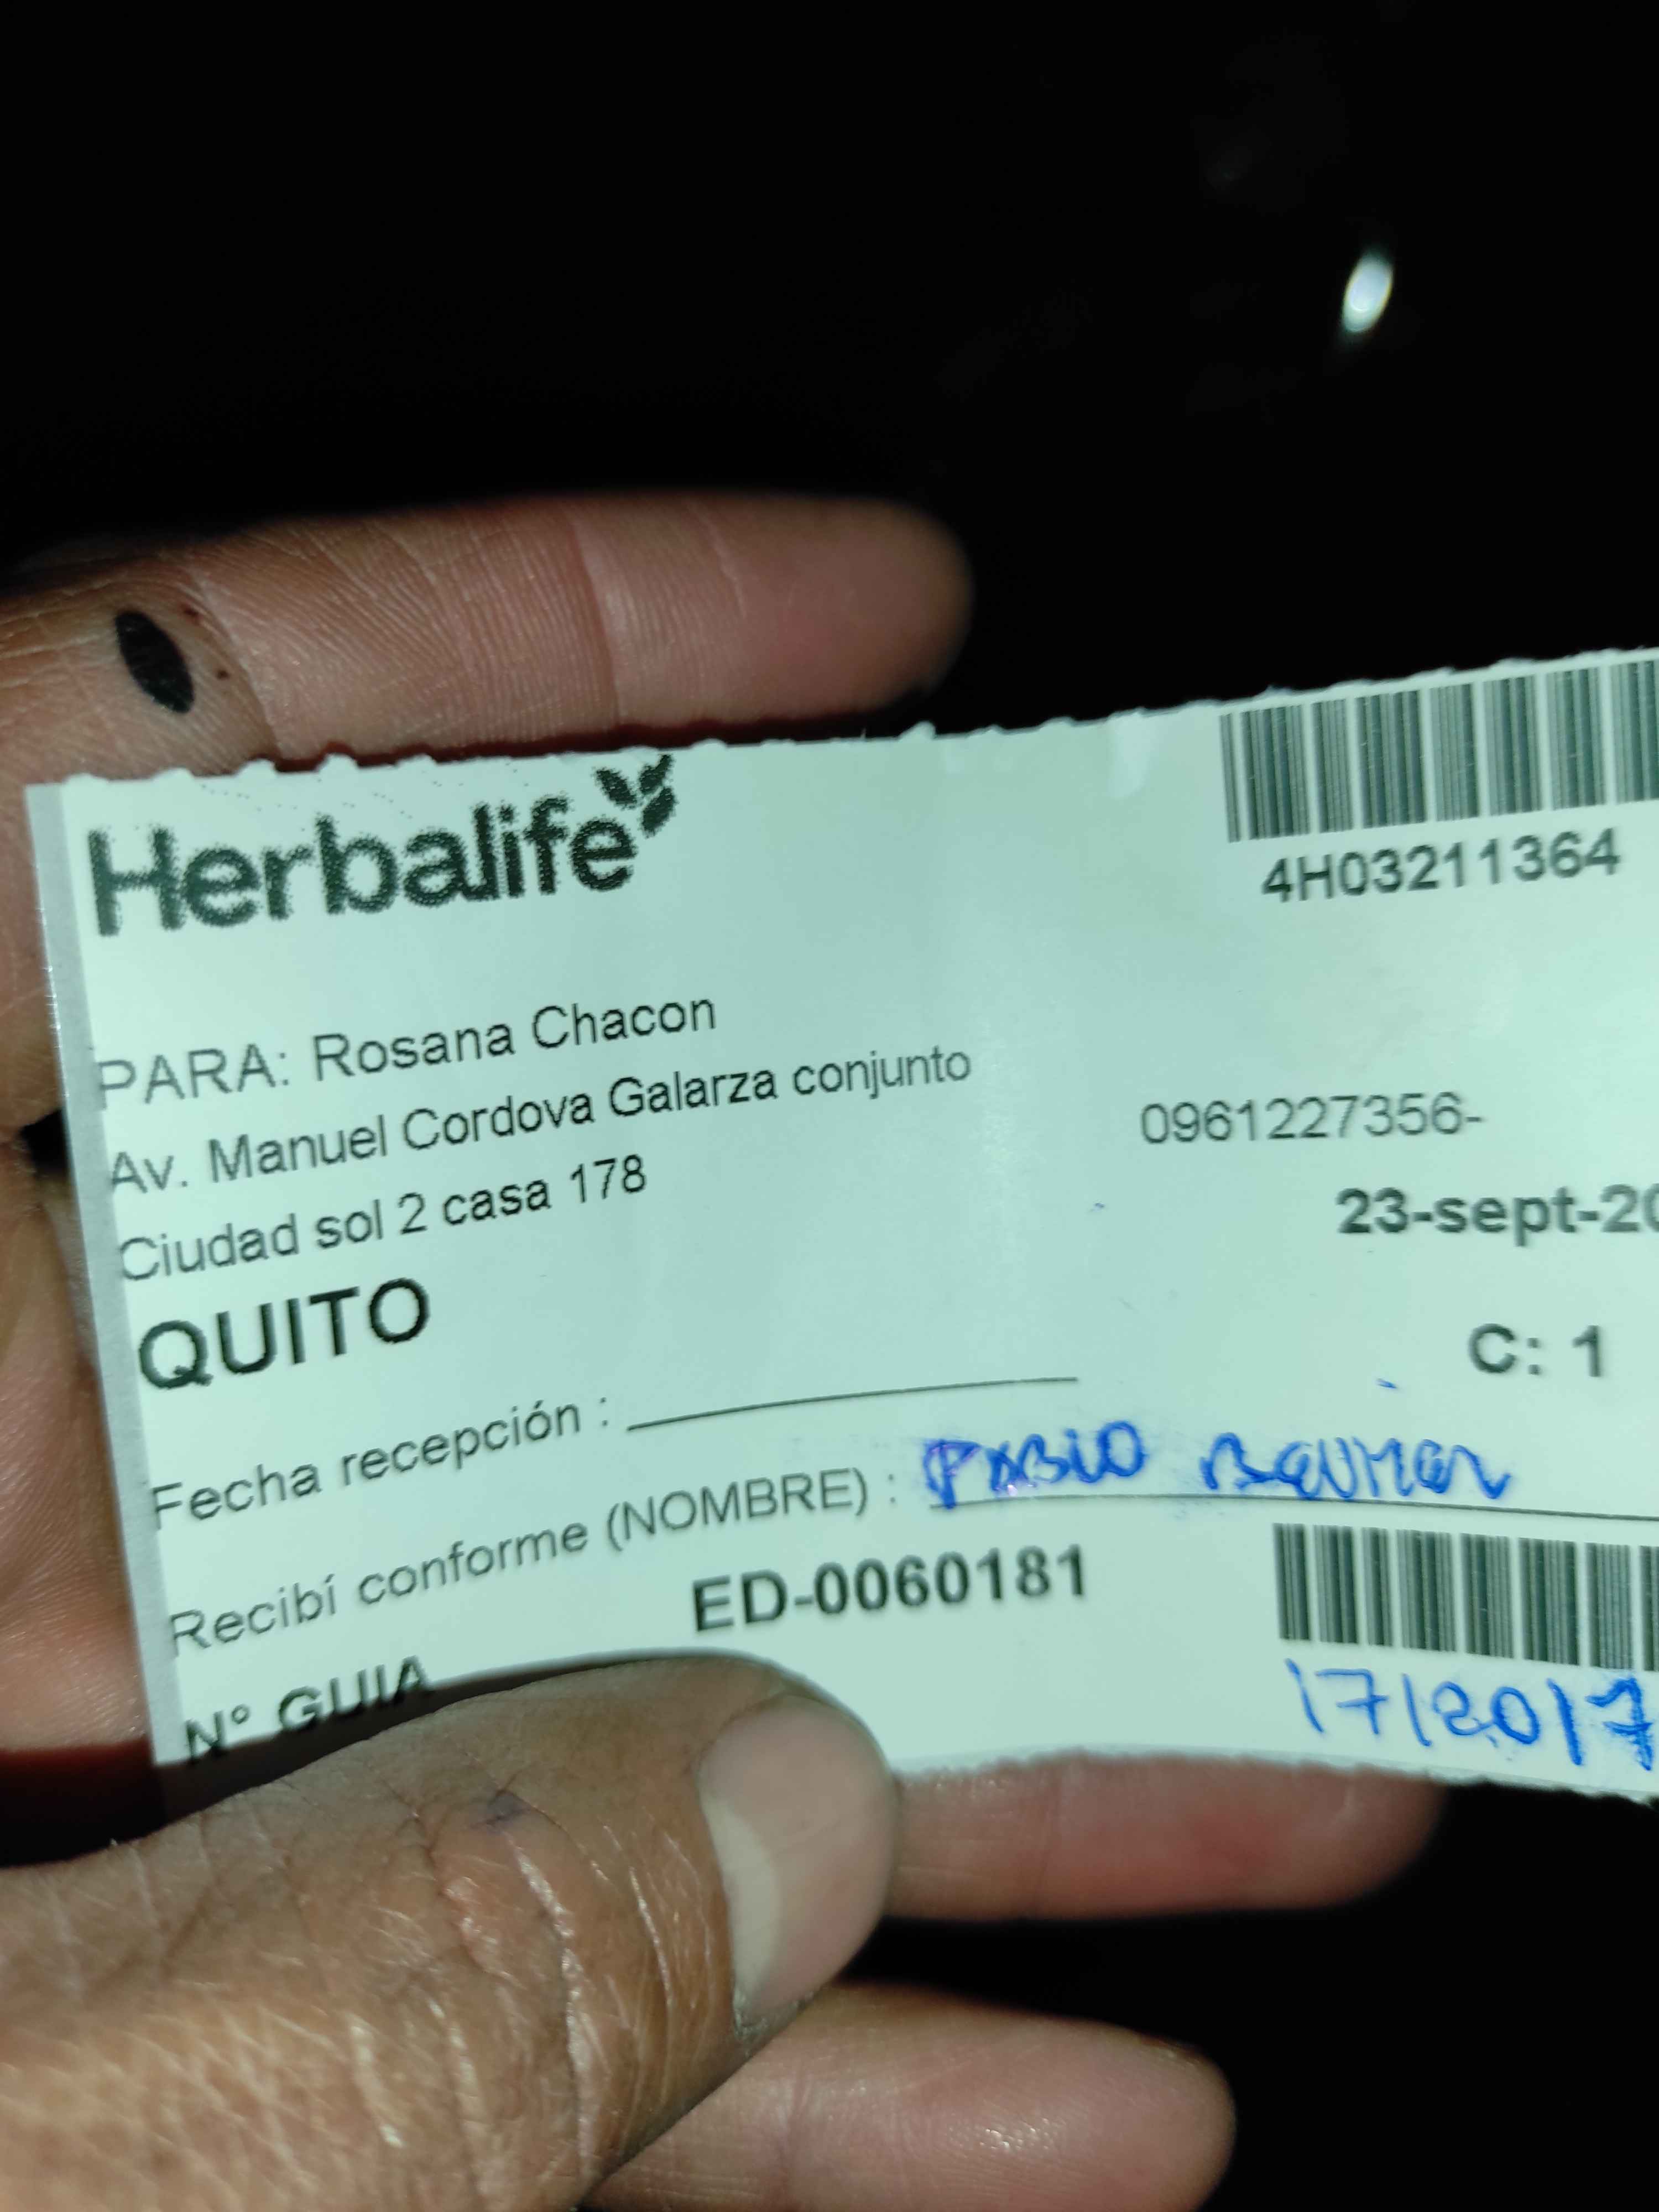 Herbalife
4H03211364
PARA: Rosana Chacon
Av. Manuel Cordova Galarza conjunto
0961227356-
Ciudad sol 2 casa 178
23-sept-20
QUITO
C: 1
Fecha recepción :
Recibí conforme (NOMBRE) : PABLO
ED-0060181
N° GUIA